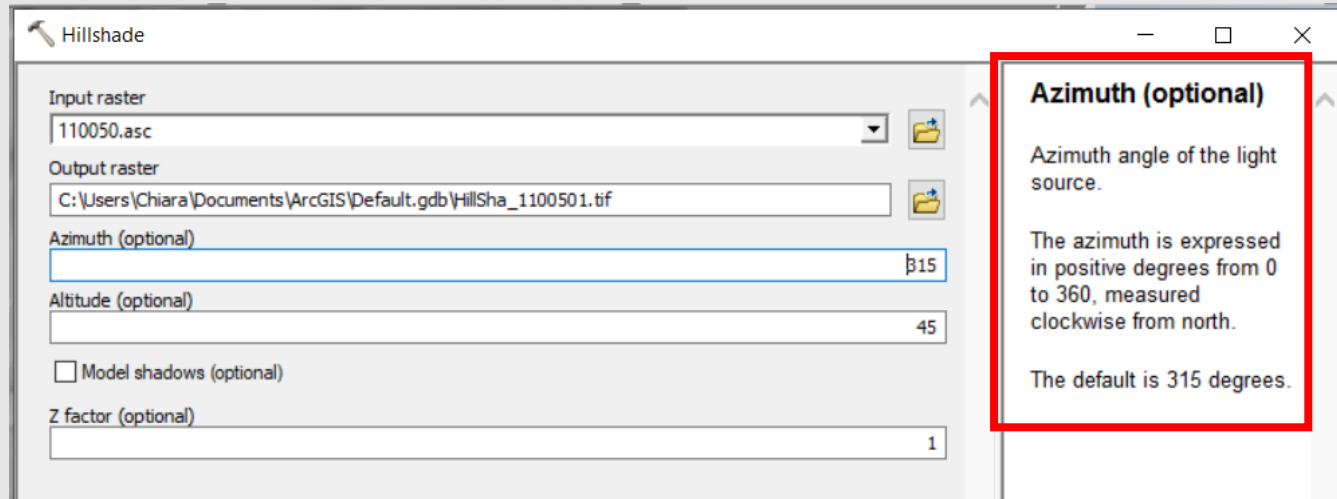 Hillshade
Input raster
110050.asc
Output raster
C:\Users\Chiara\Documents\ArcGIS\Default.gdb\HillSha_1100501.tif
Azimuth (optional)
315
Altitude (optional)
45
Model shadows (optional)
Z factor (optional)
1
Azimuth (optional)
Azimuth angle of the light
source.
The azimuth is expressed
in positive degrees from 0
to 360, measured
clockwise from north.
The default is 315 degrees.